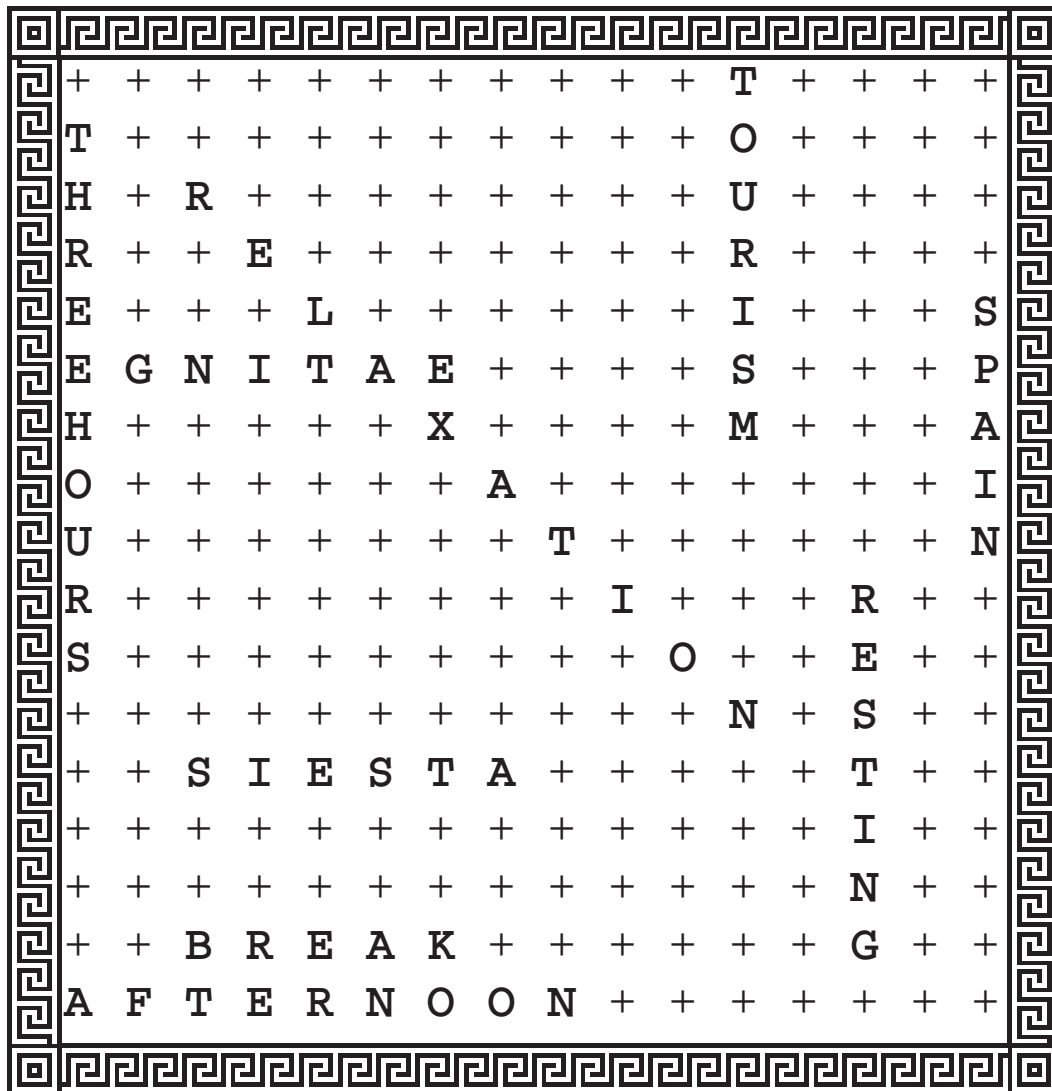 + + + + + + + + + + + T + + + +
T + + + + + + + + + + O + + + +
H + R + + + + + + + + U + + + +
R + + E + + + + + + + R + + + +
E + + + L + + + + + + I + + + S
E G N I T A E + + + + S + + + P
H + + + + + X + + + + M + + + A
O + + + + + + A + + + + + + + I
U + + + + + + + T + + + + + + N
R + + + + + + + + I + + + R + +
S + + + + + + + + + O + + E + +
+ + + + + + + + + + + N + S + +
+ + S I E S T A + + + + + T + +
+ + + + + + + + + + + + + I + +
+ + + + + + + + + + + + + N + +
+ + B R E A K + + + + + + G + +
A F T E R N O O N + + + + + + +